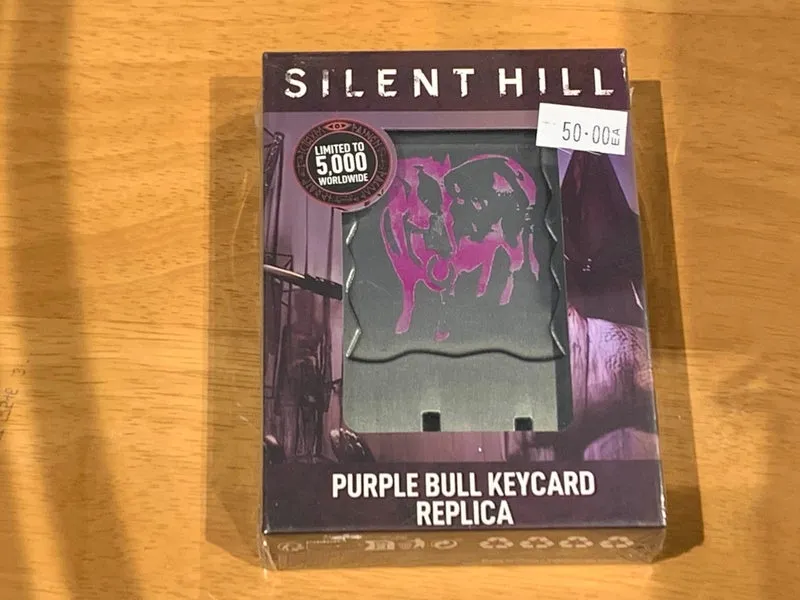 SILENT HILL
50.00 EA
LIMITED TO
5,000
WORLDWIDE
PURPLE BULL KEYCARD
REPLICA